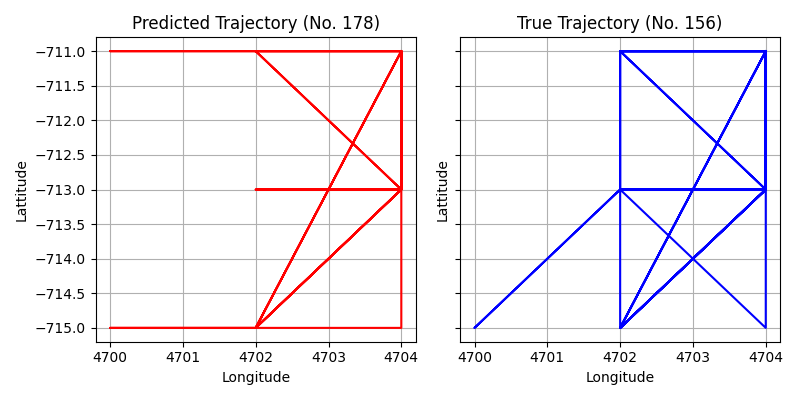 Predicted Trajectory (No. 178)
True Trajectory (No. 156)
Lattitude
−711.0
−711.5
−712.0
−712.5
−713.0
−713.5
−714.0
−714.5
−715.0
4700 4701 4702 4703 4704
Longitude
Lattitude
4700 4701 4702 4703 4704
Longitude